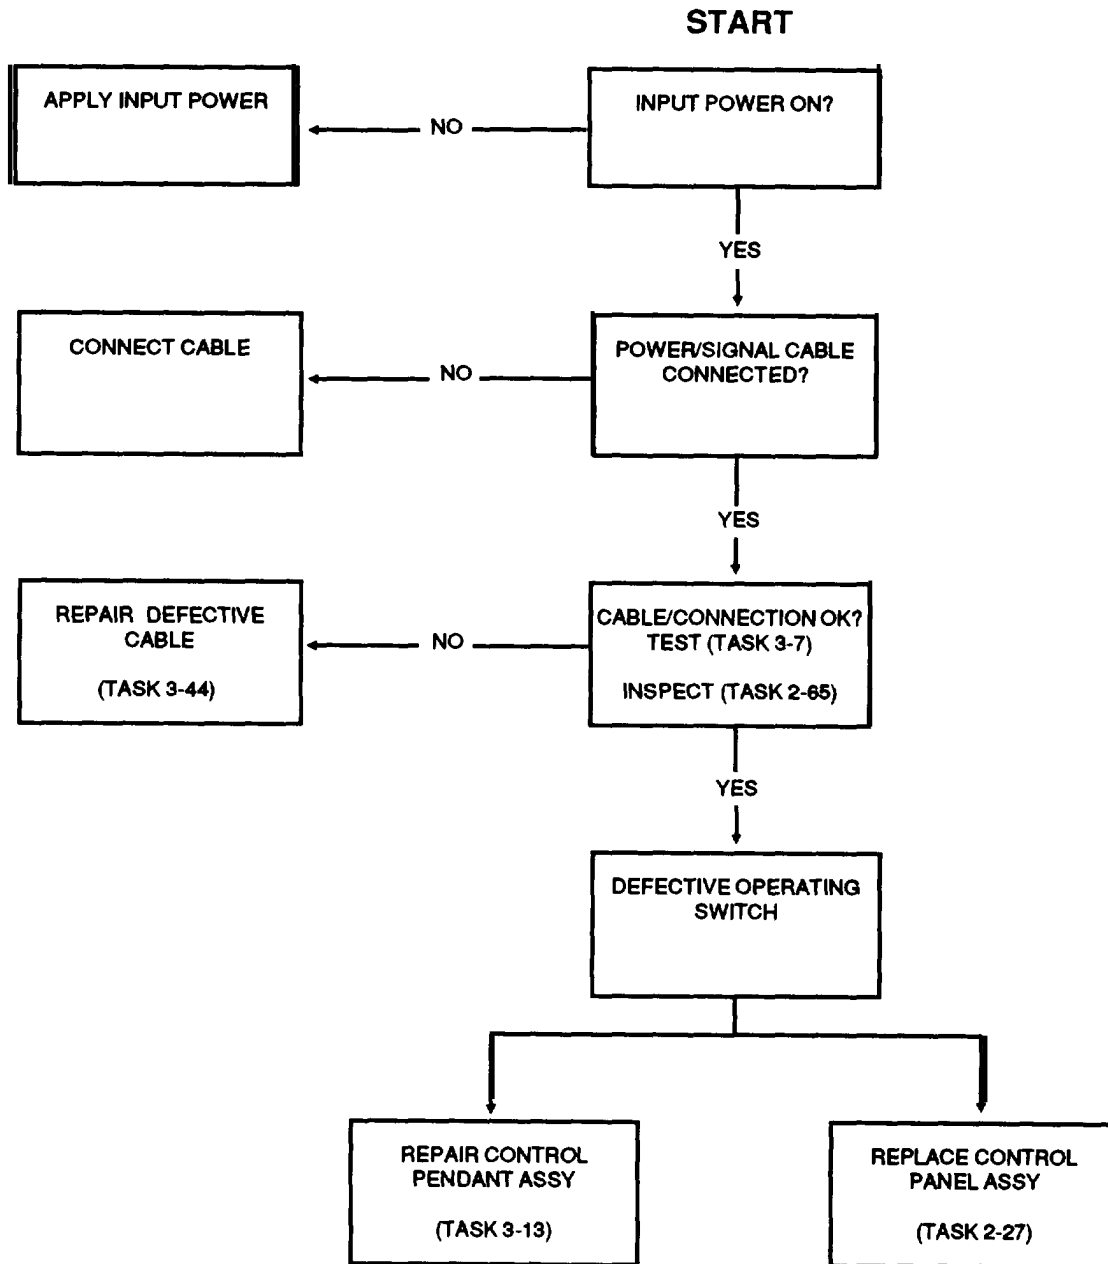 START
APPLY INPUT POWER
NO
INPUT POWER ON?
YES
CONNECT CABLE
NO
POWER/SIGNAL CABLE
CONNECTED?
YES
REPAIR DEFECTIVE
CABLE
(TASK 3-44)
NO
CABLE/CONNECTION OK?
TEST (TASK 3-7)
INSPECT (TASK 2-65)
YES
DEFECTIVE OPERATING
SWITCH
REPAIR CONTROL
PENDANT ASSY
(TASK 3-13)
REPLACE CONTROL
PANEL ASSY
(TASK 2-27)